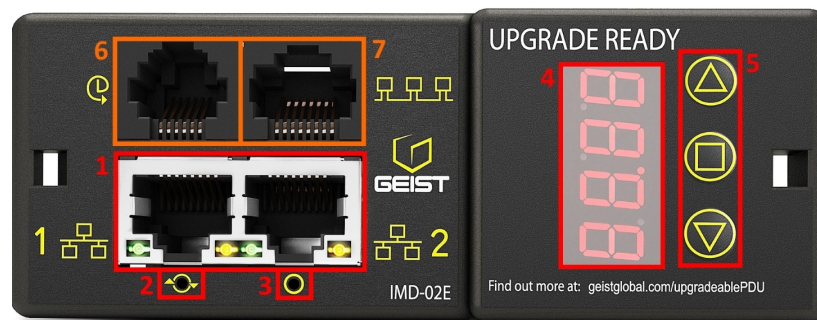 UPGRADE READY
6
7
4
5
1
GEIST
1
2
2
3
IMD-02E
Find out more at: geistglobal.com/upgradeablePDU